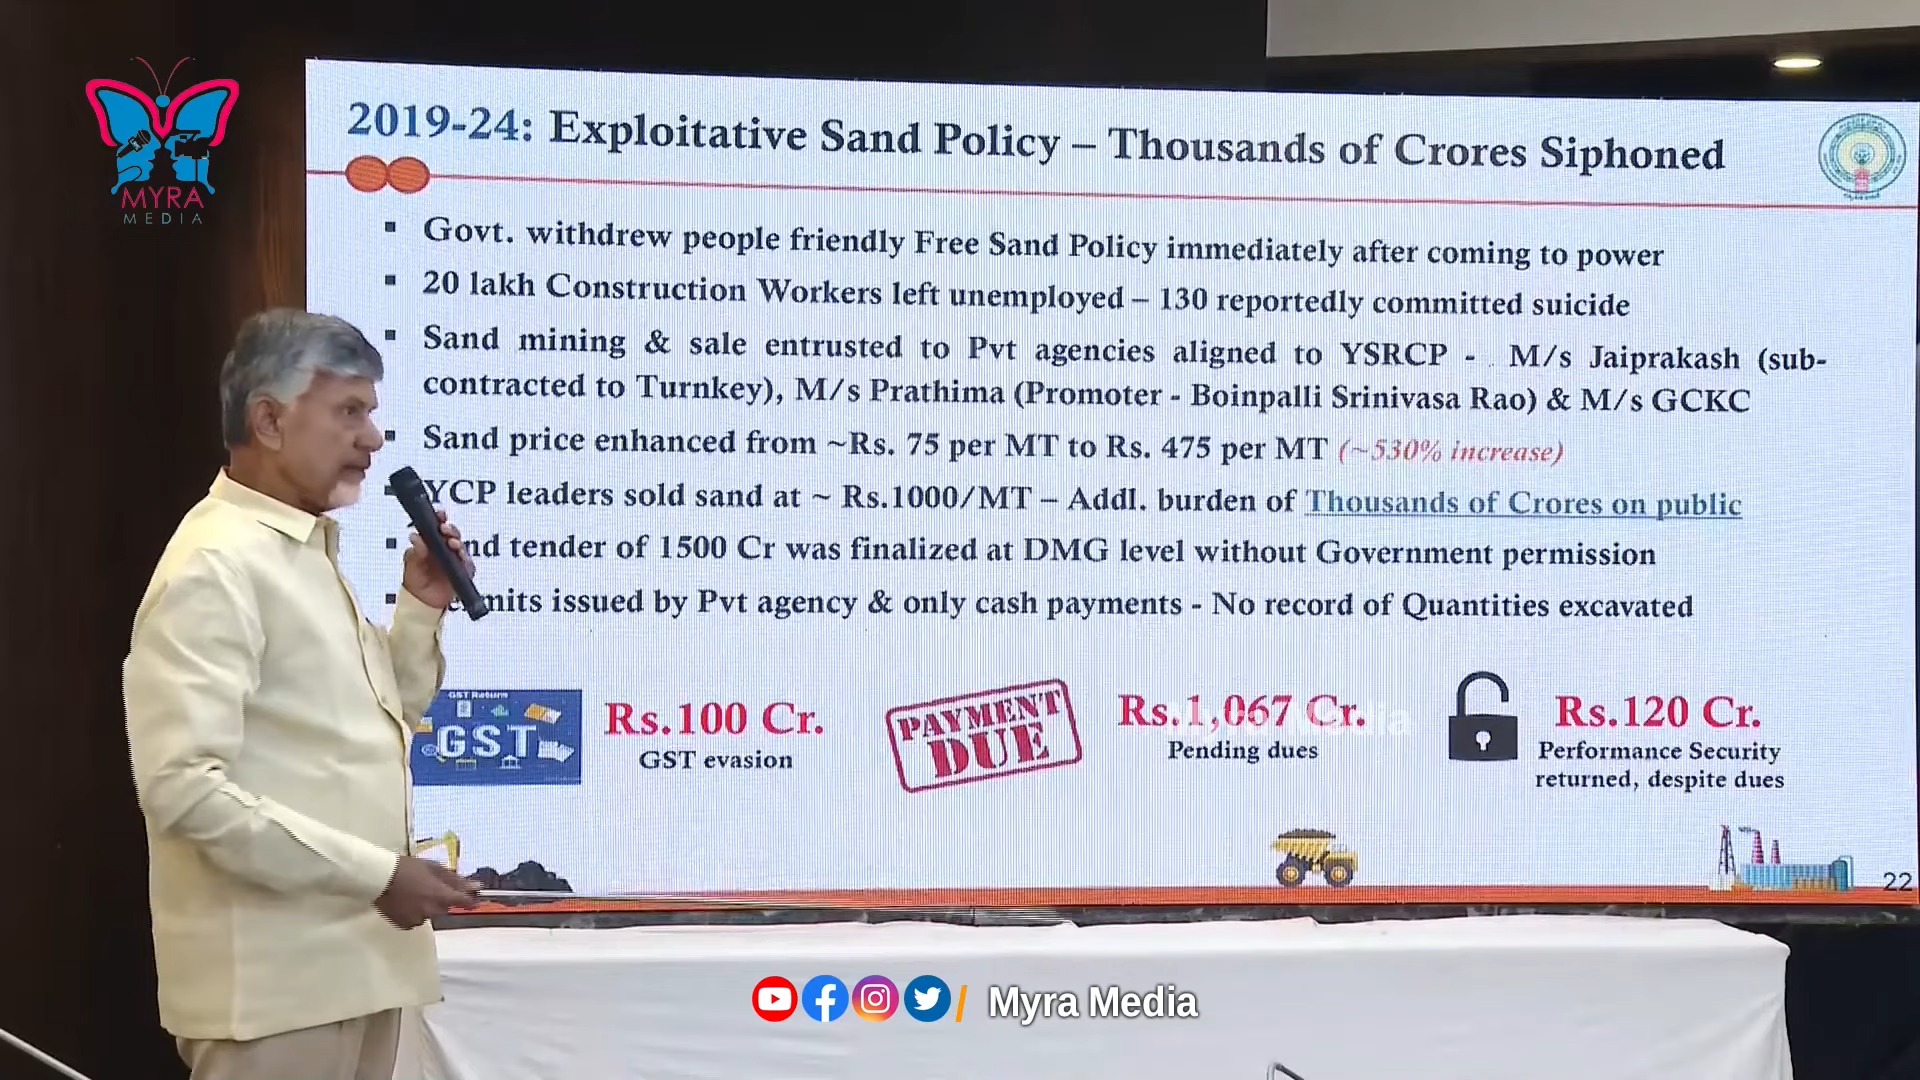 MYRA
MEDIA
2019-24: Exploitative Sand Policy – Thousands of Crores Siphoned
Govt. withdrew people friendly Free Sand Policy immediately after coming to power
20 lakh Construction Workers left unemployed – 130 reportedly committed suicide
Sand mining & sale entrusted to Pvt agencies aligned to YSRCP - M/s Jaiprakash (sub-
contracted to Turnkey), M/s Prathima (Promoter - Boinpalli Srinivasa Rao) & M/s GCKC
Sand price enhanced from ~Rs. 75 per MT to Rs. 475 per MT (~530% increase)
YCP leaders sold sand at ~ Rs.1000/MT – Addl. burden of Thousands of Crores on public
tender of 1500 Cr was finalized at DMG level without Government permission
issued by Pvt agency & only cash payments - No record of Quantities excavated
GST Return
GST
Rs.100 Cr.
GST evasion
PAYMENT
DUE
Rs.1,067 Cr.
Pending dues
Rs.120 Cr.
Performance Security
returned, despite dues
22
/ Myra Media